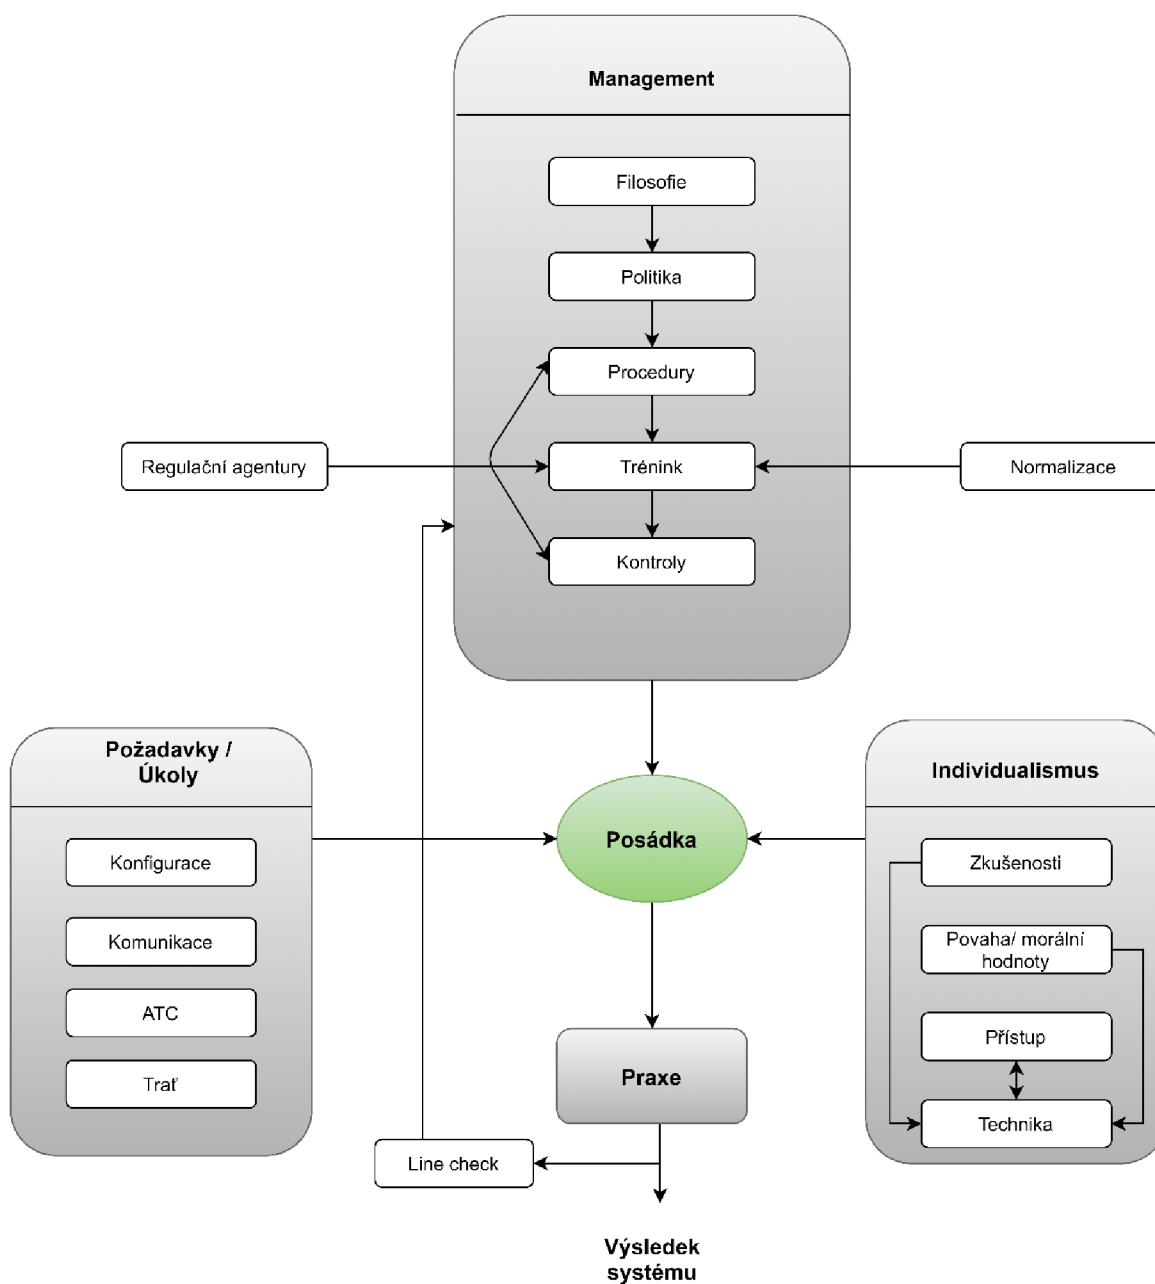 Management
Filosofie
Politika
Procedury
Regulační agentury
Trénink
Normalizace
Kontroly
Požadavky /
Úkoly
Konfigurace
Komunikace
ATC
Trať
Posádka
Individualismus
Zkušenosti
Povaha/ morální
hodnoty
Přístup
Technika
Praxe
Line check
Výsledek
systému